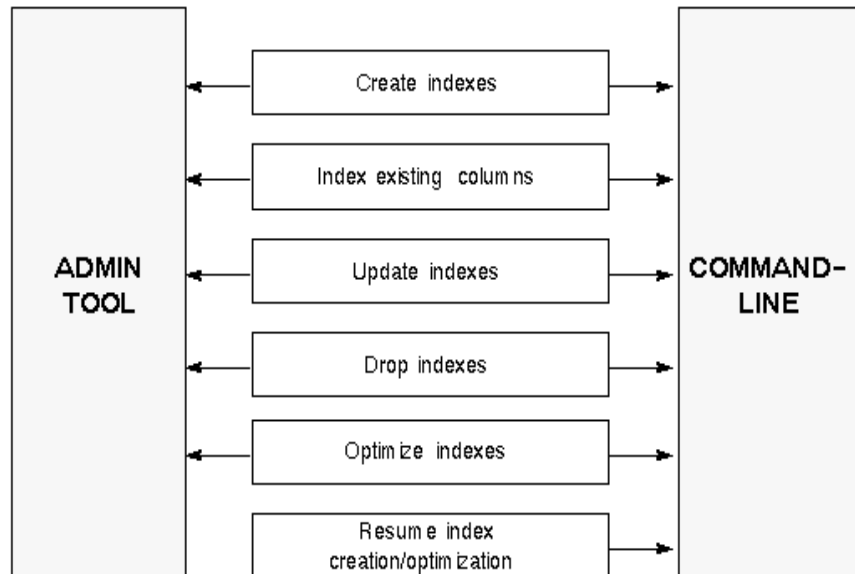 Create indexes
Index existing columns
ADMIN
TOOL
Update indexes
COMMAND-
LINE
Drop indexes
Optimize indexes
Resume index
creation/optimization